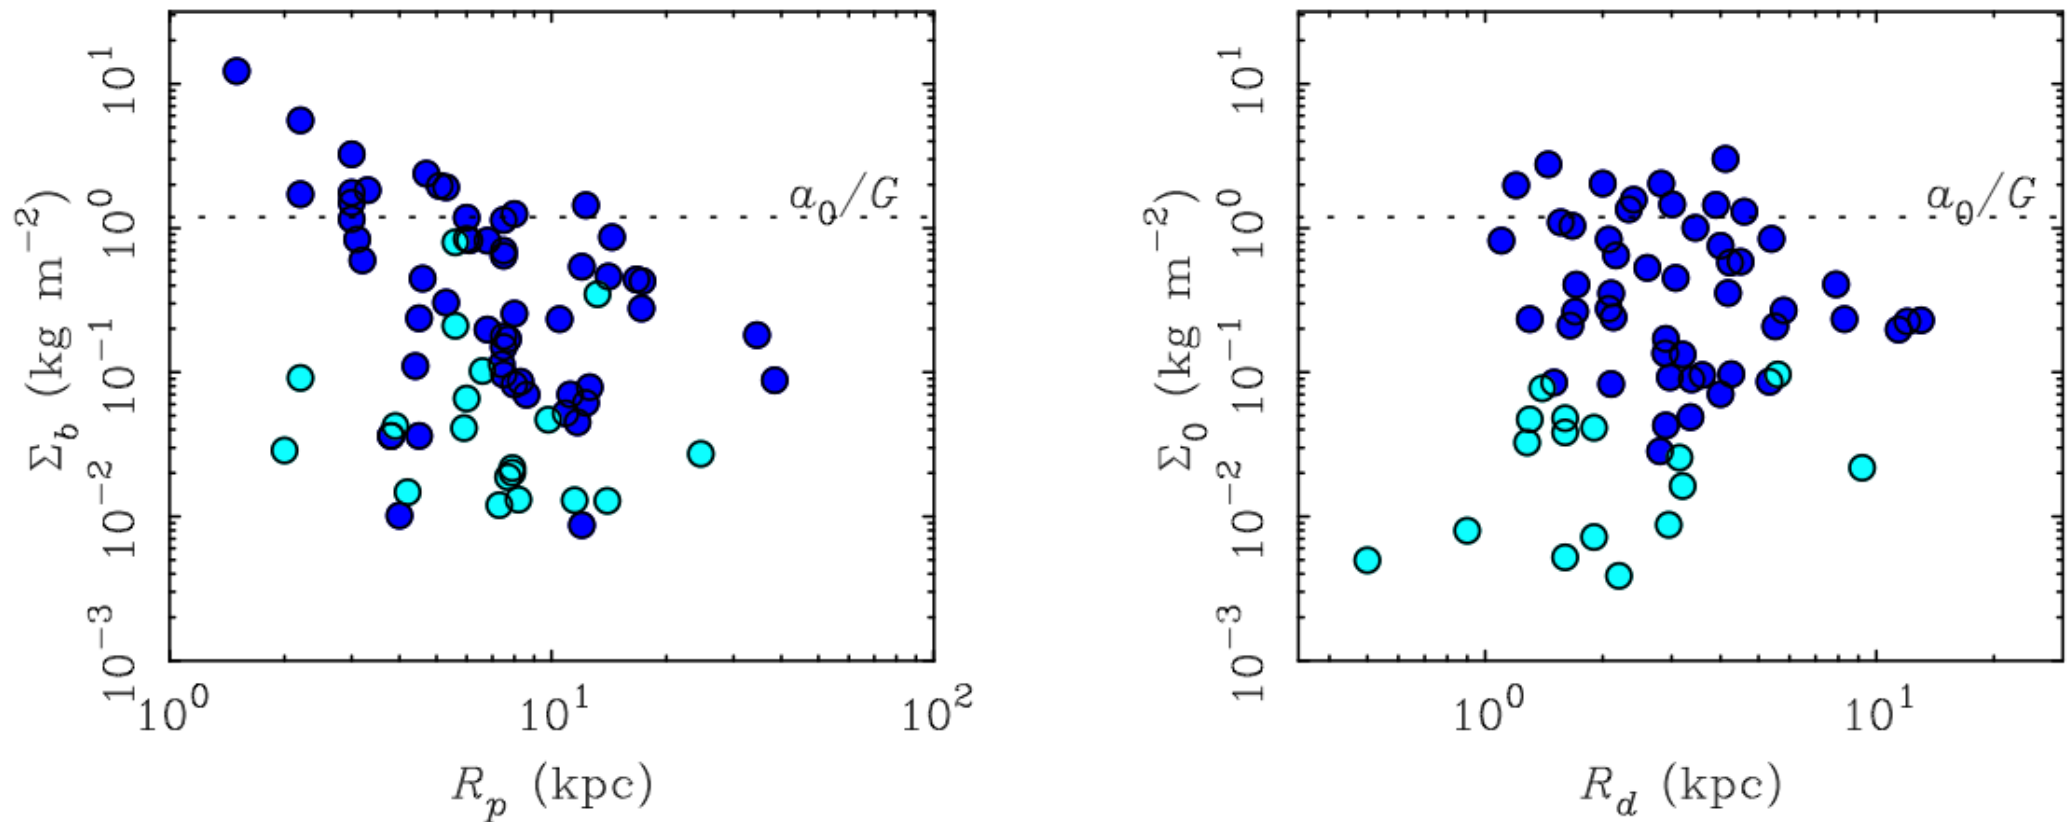 10¹
10⁰
10⁻¹
10⁻²
10⁻³
Σ_b (kg m⁻²)
a₀/G
10⁰ 10¹ 10²
R_p (kpc)
10¹
10⁰
10⁻¹
10⁻²
10⁻³
Σ₀ (kg m⁻²)
a₀/G
10⁰ 10¹
R_d (kpc)